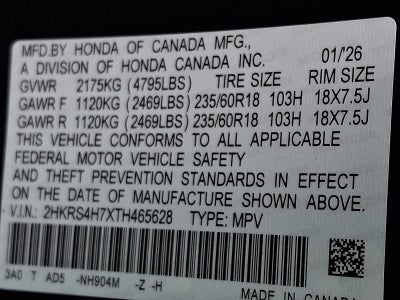 MFD.BY HONDA OF CANADA MFG.,
A DIVISION OF HONDA CANADA INC. 01/'26
GVWR 2175KG (4795LBS) TIRE SIZE RIM SIZE
GAWR F 1120KG (2469LBS) 235/60R18 103H 18X7.5J
GAWR R 1120KG (2469LBS) 235/60R18 103H 18X7.5J
THIS VEHICLE CONFORMS TO ALL APPLICABLE
FEDERAL MOTOR VEHICLE SAFETY
AND THEFT PREVENTION STANDARDS IN EFFECT
ON THE DATE OF MANUFACTURE SHOWN ABOVE.
V.I.N.: 2HKRS4H7XTH465628 TYPE: MPV
3A0 T AD5 -NH904M -Z -H